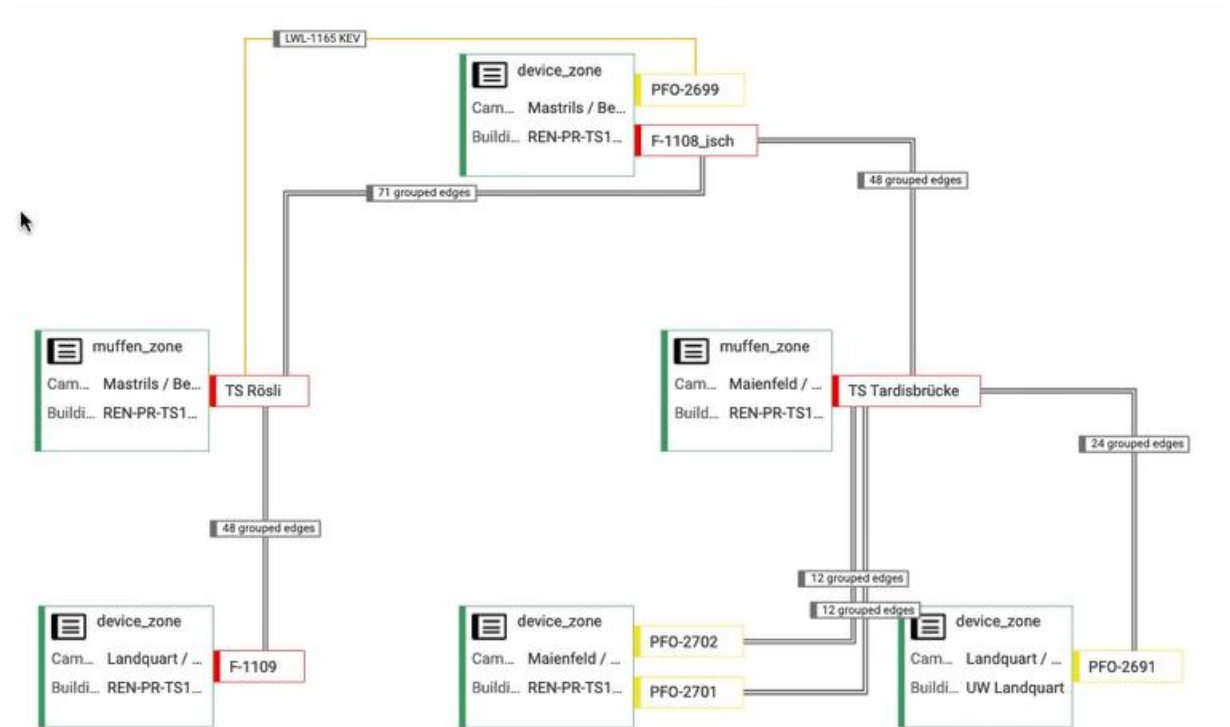 LWL-1165 KEV
device_zone
PFO-2699
Cam... Mastrils / Be...
Buildi... REN-PR-TS1...
F-1108_jsch
71 grouped edges
48 grouped edges
muffen_zone
Cam... Mastrils / Be...
Buildi... REN-PR-TS1...
TS Rösli
muffen_zone
Cam... Maienfeld / ...
Build... REN-PR-TS1...
TS Tardisbrücke
24 grouped edges
48 grouped edges
12 grouped edges
12 grouped edges
device_zone
Cam... Landquart / ...
Buildi... REN-PR-TS1...
F-1109
device_zone
Cam... Maienfeld / ...
Buildi... REN-PR-TS1...
PFO-2702
PFO-2701
device_zone
Cam... Landquart / ...
Buildi... UW Landquart
PFO-2691